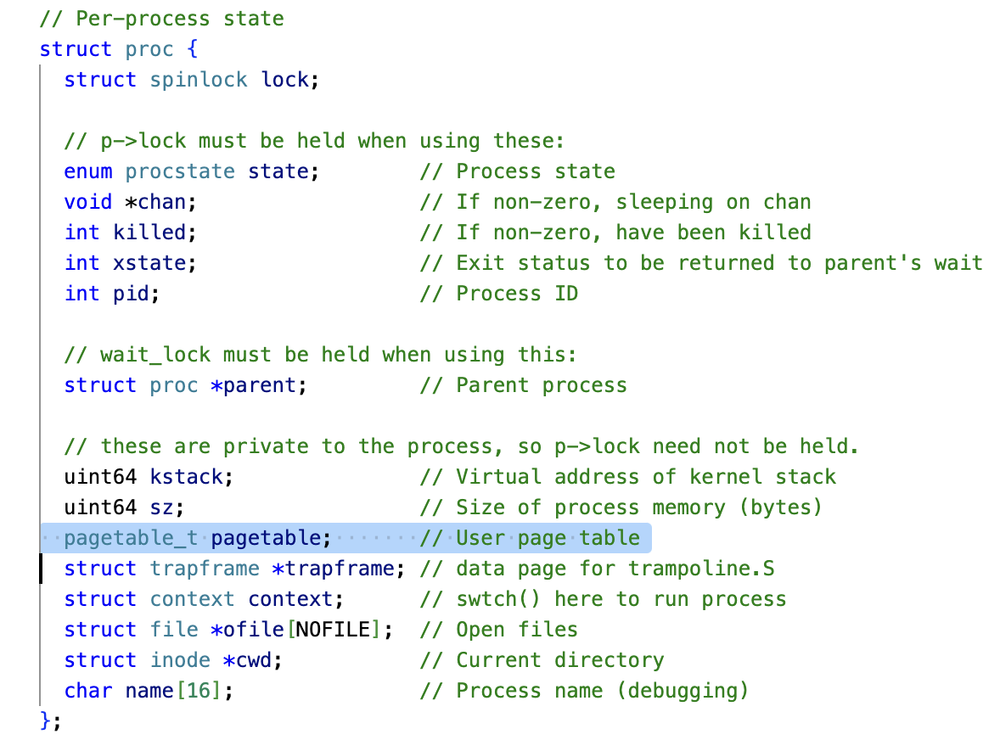 // Per-process state
struct proc {
  struct spinlock lock;

  // p->lock must be held when using these:
  enum procstate state;        // Process state
  void *chan;                  // If non-zero, sleeping on chan
  int killed;                  // If non-zero, have been killed
  int xstate;                  // Exit status to be returned to parent's wait
  int pid;                     // Process ID

  // wait_lock must be held when using this:
  struct proc *parent;         // Parent process

  // these are private to the process, so p->lock need not be held.
  uint64 kstack;               // Virtual address of kernel stack
  uint64 sz;                   // Size of process memory (bytes)
  pagetable_t pagetable;       // User page table
  struct trapframe *trapframe; // data page for trampoline.S
  struct context context;      // swtch() here to run process
  struct file *ofile[NOFILE];  // Open files
  struct inode *cwd;           // Current directory
  char name[16];               // Process name (debugging)
};